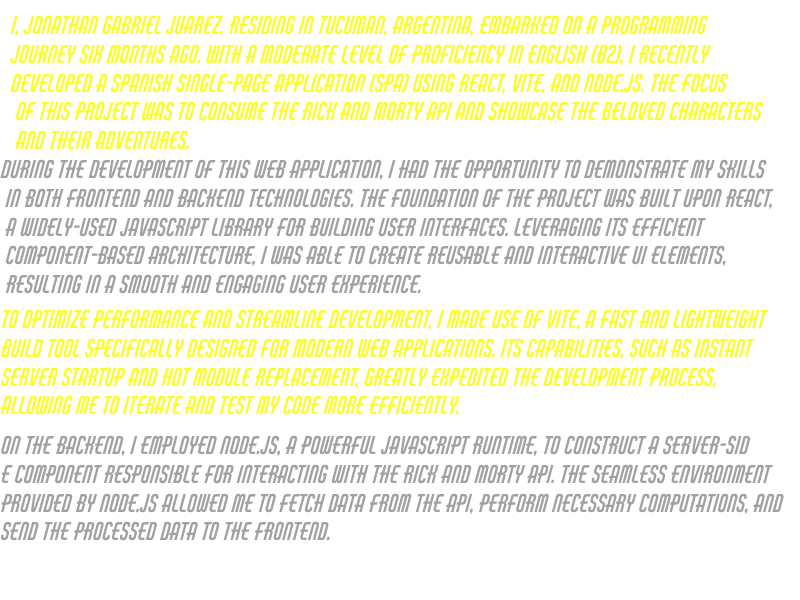 I, JONATHAN GABRIEL JUAREZ, RESIDING IN TUCUMAN, ARGENTINA, EMBARKED ON A PROGRAMMING
JOURNEY SIX MONTHS AGO. WITH A MODERATE LEVEL OF PROFICIENCY IN ENGLISH (B2), I RECENTLY
DEVELOPED A SPANISH SINGLE-PAGE APPLICATION (SPA) USING REACT, VITE, AND NODE.JS. THE FOCUS
OF THIS PROJECT WAS TO CONSUME THE RICK AND MORTY API AND SHOWCASE THE BELOVED CHARACTERS
AND THEIR ADVENTURES.
DURING THE DEVELOPMENT OF THIS WEB APPLICATION, I HAD THE OPPORTUNITY TO DEMONSTRATE MY SKILLS
IN BOTH FRONTEND AND BACKEND TECHNOLOGIES. THE FOUNDATION OF THE PROJECT WAS BUILT UPON REACT,
A WIDELY-USED JAVASCRIPT LIBRARY FOR BUILDING USER INTERFACES. LEVERAGING ITS EFFICIENT
COMPONENT-BASED ARCHITECTURE, I WAS ABLE TO CREATE REUSABLE AND INTERACTIVE UI ELEMENTS,
RESULTING IN A SMOOTH AND ENGAGING USER EXPERIENCE.
TO OPTIMIZE PERFORMANCE AND STREAMLINE DEVELOPMENT, I MADE USE OF VITE, A FAST AND LIGHTWEIGHT
BUILD TOOL SPECIFICALLY DESIGNED FOR MODERN WEB APPLICATIONS. ITS CAPABILITIES, SUCH AS INSTANT
SERVER STARTUP AND HOT MODULE REPLACEMENT, GREATLY EXPEDITED THE DEVELOPMENT PROCESS,
ALLOWING ME TO ITERATE AND TEST MY CODE MORE EFFICIENTLY.
ON THE BACKEND, I EMPLOYED NODE.JS, A POWERFUL JAVASCRIPT RUNTIME, TO CONSTRUCT A SERVER-SID
E COMPONENT RESPONSIBLE FOR INTERACTING WITH THE RICK AND MORTY API. THE SEAMLESS ENVIRONMENT
PROVIDED BY NODE.JS ALLOWED ME TO FETCH DATA FROM THE API, PERFORM NECESSARY COMPUTATIONS, AND
SEND THE PROCESSED DATA TO THE FRONTEND.